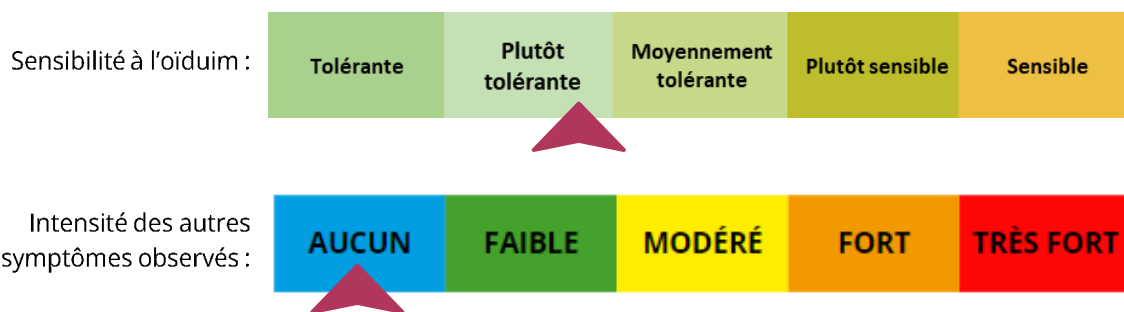 Sensibilité à l'oïduim :
Tolérante
Plutôt
tolérante
Moyennement
tolérante
Plutôt sensible
Sensible
Intensité des autres
symptômes observés :
AUCUN
FAIBLE
MODÉRÉ
FORT
TRÈS FORT